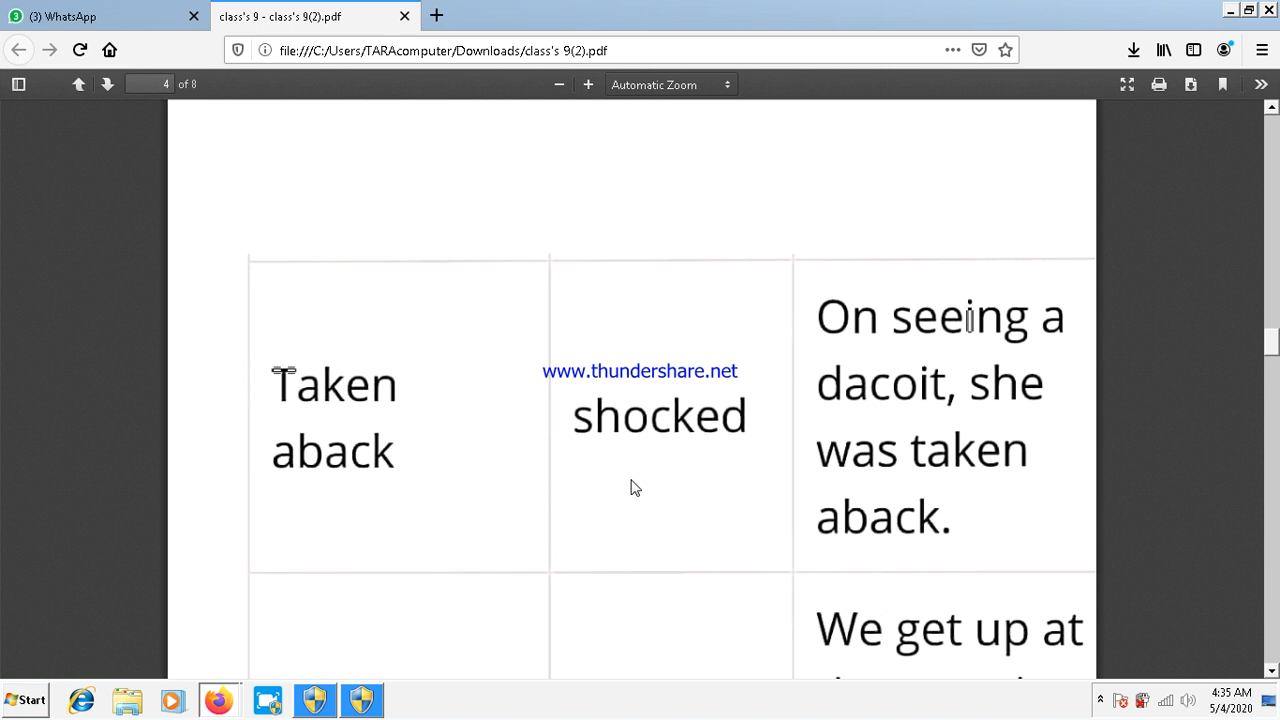 (3) WhatsApp
class's 9 - class's 9(2).pdf
file:///C:/Users/TARAcomputer/Downloads/class's 9(2).pdf
4 of 8
Automatic Zoom
Taken
aback
www.thundershare.net
shocked
On seeing a
dacoit, she
was taken
aback.
We get up at
Start
4:35 AM
5/4/2020